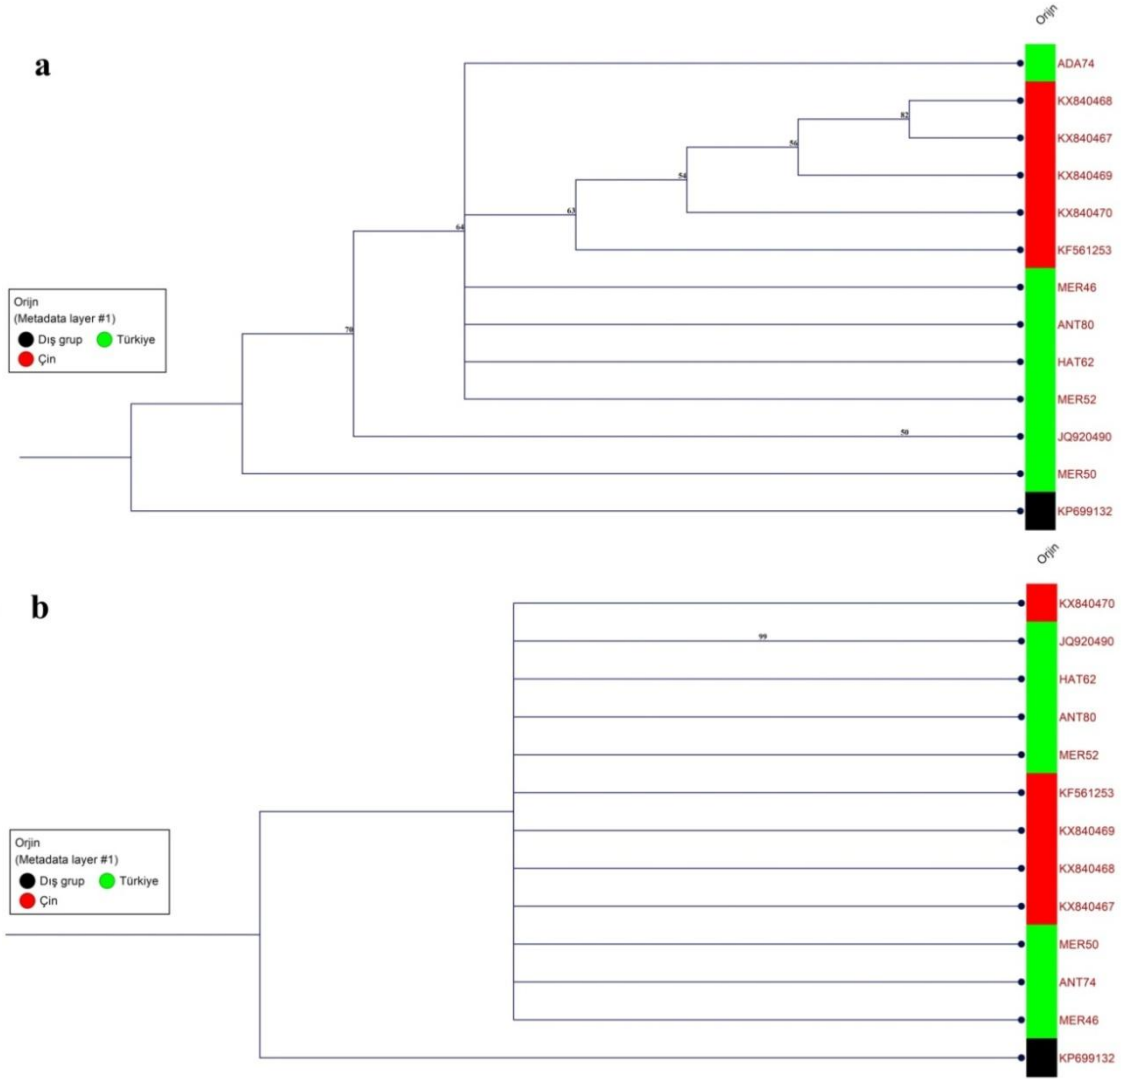 Orijn
a
ADA74
KX840468
82
KX840467
56
KX840469
54
KX840470
63
64
KF561253
MER46
Orijn
(Metadata layer #1)
Dış grup Türkiye
Çin
ANT80
70
HAT62
MER52
50
JQ920490
MER50
KP699132
Orjin
b
KX840470
99
JQ920490
HAT62
ANT80
MER52
KF561253
KX840469
Orjin
(Metadata layer #1)
Dış grup Türkiye
Çin
KX840468
KX840467
MER50
ANT74
MER46
KP699132